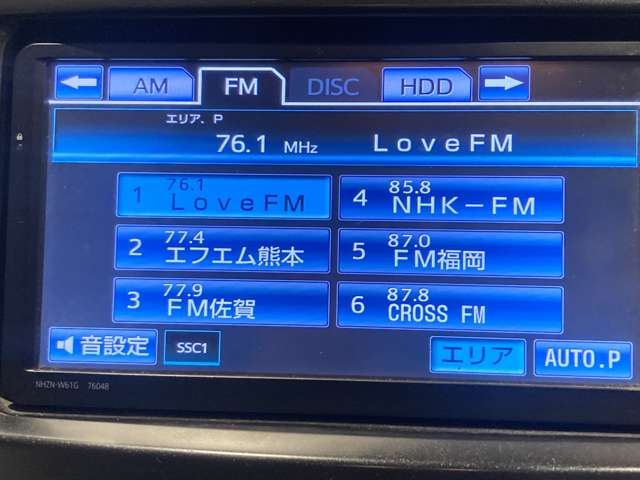 AM FM DISC HDD
エリア. P
76.1 MHz LoveFM
1 76.1 LoveFM
4 85.8 NHK-FM
2 77.4 エフエム熊本
5 87.0 FM福岡
3 77.9 FM佐賀
6 87.8 CROSS FM
音設定 SSC1 エリア AUTO.P
NHZN-W61G 76048